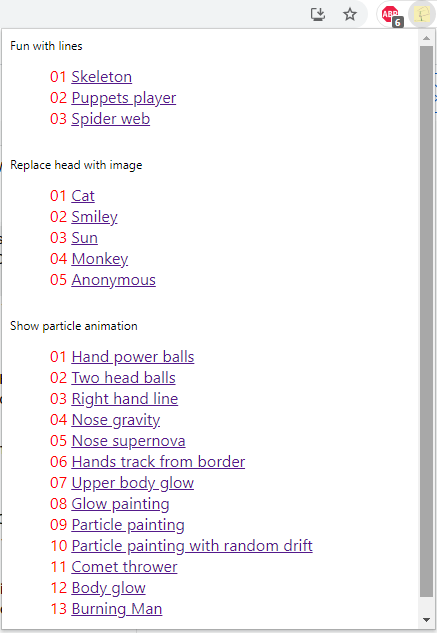 ABP
6
Fun with lines
01 Skeleton
02 Puppets player
03 Spider web
Replace head with image
01 Cat
02 Smiley
03 Sun
04 Monkey
05 Anonymous
Show particle animation
01 Hand power balls
02 Two head balls
03 Right hand line
04 Nose gravity
05 Nose supernova
06 Hands track from border
07 Upper body glow
08 Glow painting
09 Particle painting
10 Particle painting with random drift
11 Comet thrower
12 Body glow
13 Burning Man